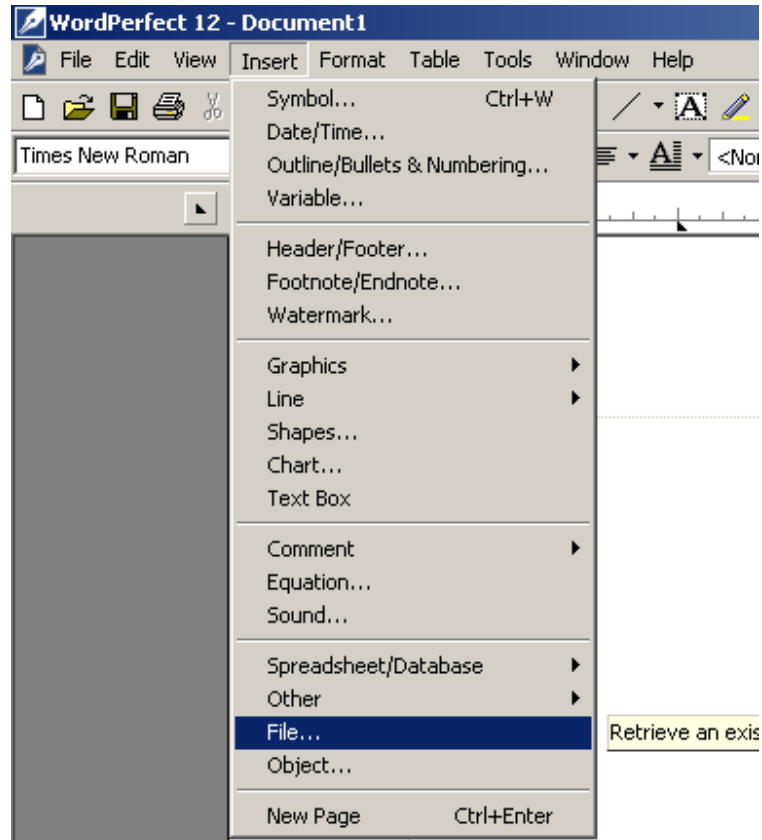 WordPerfect 12 - Document1
File Edit View Insert Format Table Tools Window Help
Symbol... Ctrl+W
A
Date/Time...
Times New Roman
Outline/Bullets & Numbering...
A
Variable...
Header/Footer...
Footnote/Endnote...
Watermark...
Graphics
Line
Shapes...
Chart...
Text Box
Comment
Equation...
Sound...
Spreadsheet/Database
Other
File...
Retrieve an exis
Object...
New Page Ctrl+Enter